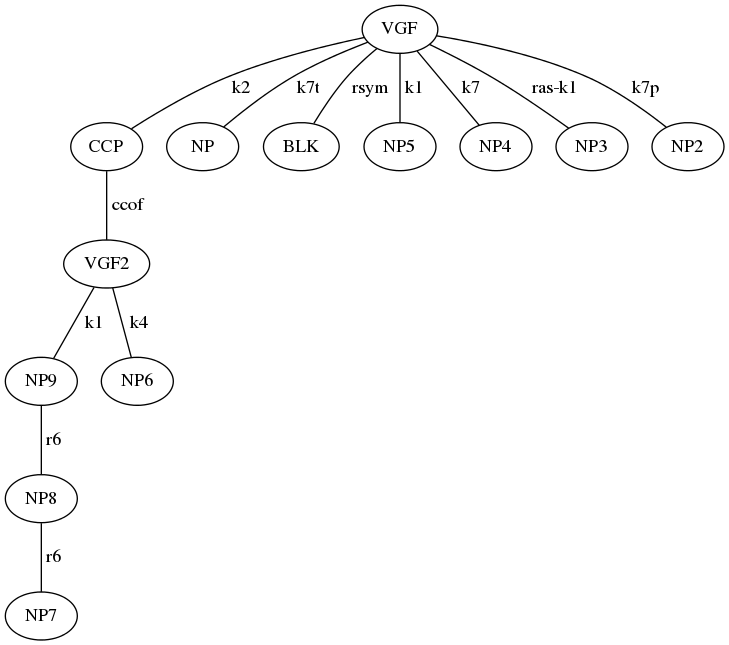 VGF
k2 k7t rsym k1 k7 ras-k1 k7p
CCP NP BLK NP5 NP4 NP3 NP2
ccof
VGF2
k1 k4
NP9 NP6
r6
NP8
r6
NP7